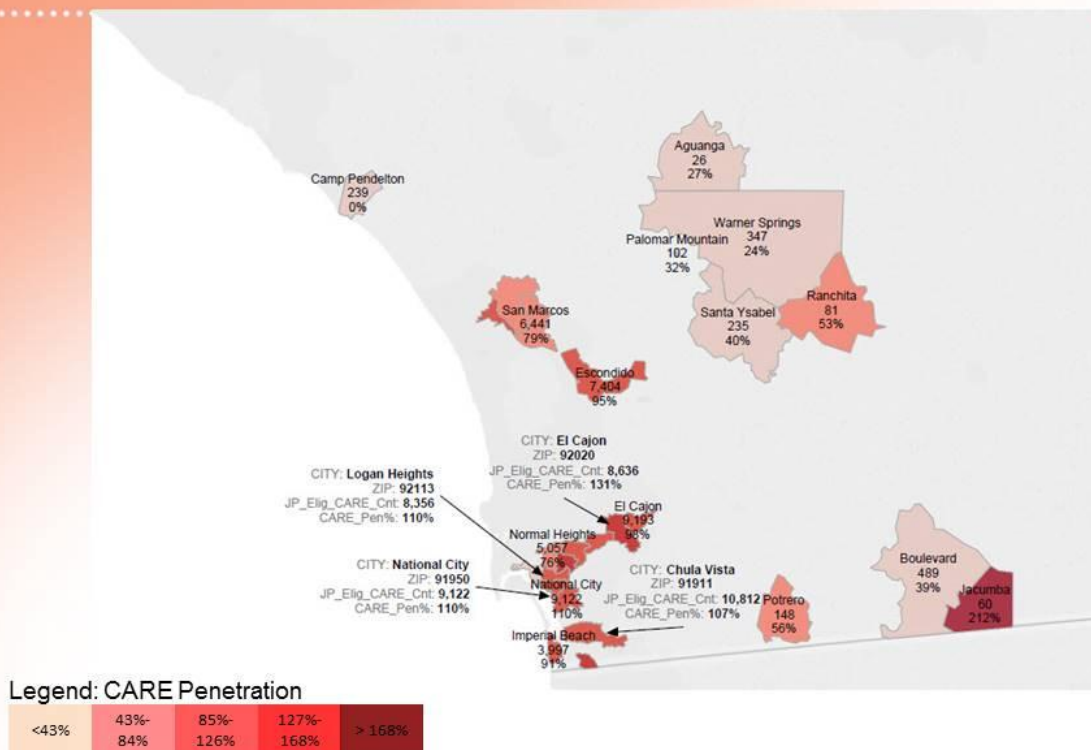 Aguanga
26
27%
Camp Pendelton
239
0%
Warner Springs
347
24%
Palomar Mountain
102
32%
Ranchita
81
53%
Santa Ysabel
235
40%
San Marcos
6,441
79%
Escondido
7,404
95%
CITY: El Cajon
ZIP: 92020
JP_Elig_CARE_Cnt: 8,636
CARE_Pen%: 131%
CITY: Logan Heights
ZIP: 92113
JP_Elig_CARE_Cnt: 8,356
CARE_Pen%: 110%
El Cajon
9,193
98%
Normal Heights
5,057
76%
CITY: National City
ZIP: 91950
JP_Elig_CARE_Cnt: 9,122
CARE_Pen%: 110%
National City
9,122
110%
CITY: Chula Vista
ZIP: 91911
JP_Elig_CARE_Cnt: 10,812
CARE_Pen%: 107%
Potrero
148
56%
Boulevard
489
39%
Jacumba
60
212%
Imperial Beach
3,997
91%
Legend: CARE Penetration
<43%
43%-
84%
85%-
126%
127%-
168%
> 168%